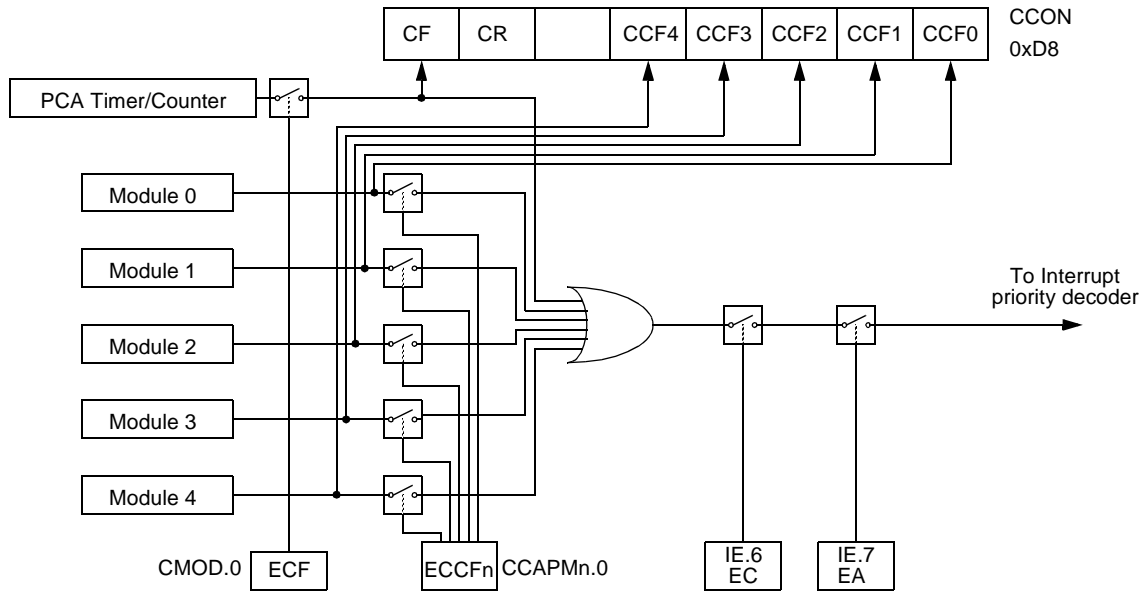 CF CR CCF4 CCF3 CCF2 CCF1 CCF0
CCON
0xD8
PCA Timer/Counter
Module 0
Module 1
Module 2
Module 3
Module 4
To Interrupt
priority decoder
CMOD.0
ECF
ECCFn
CCAPMn.0
IE.6
EC
IE.7
EA